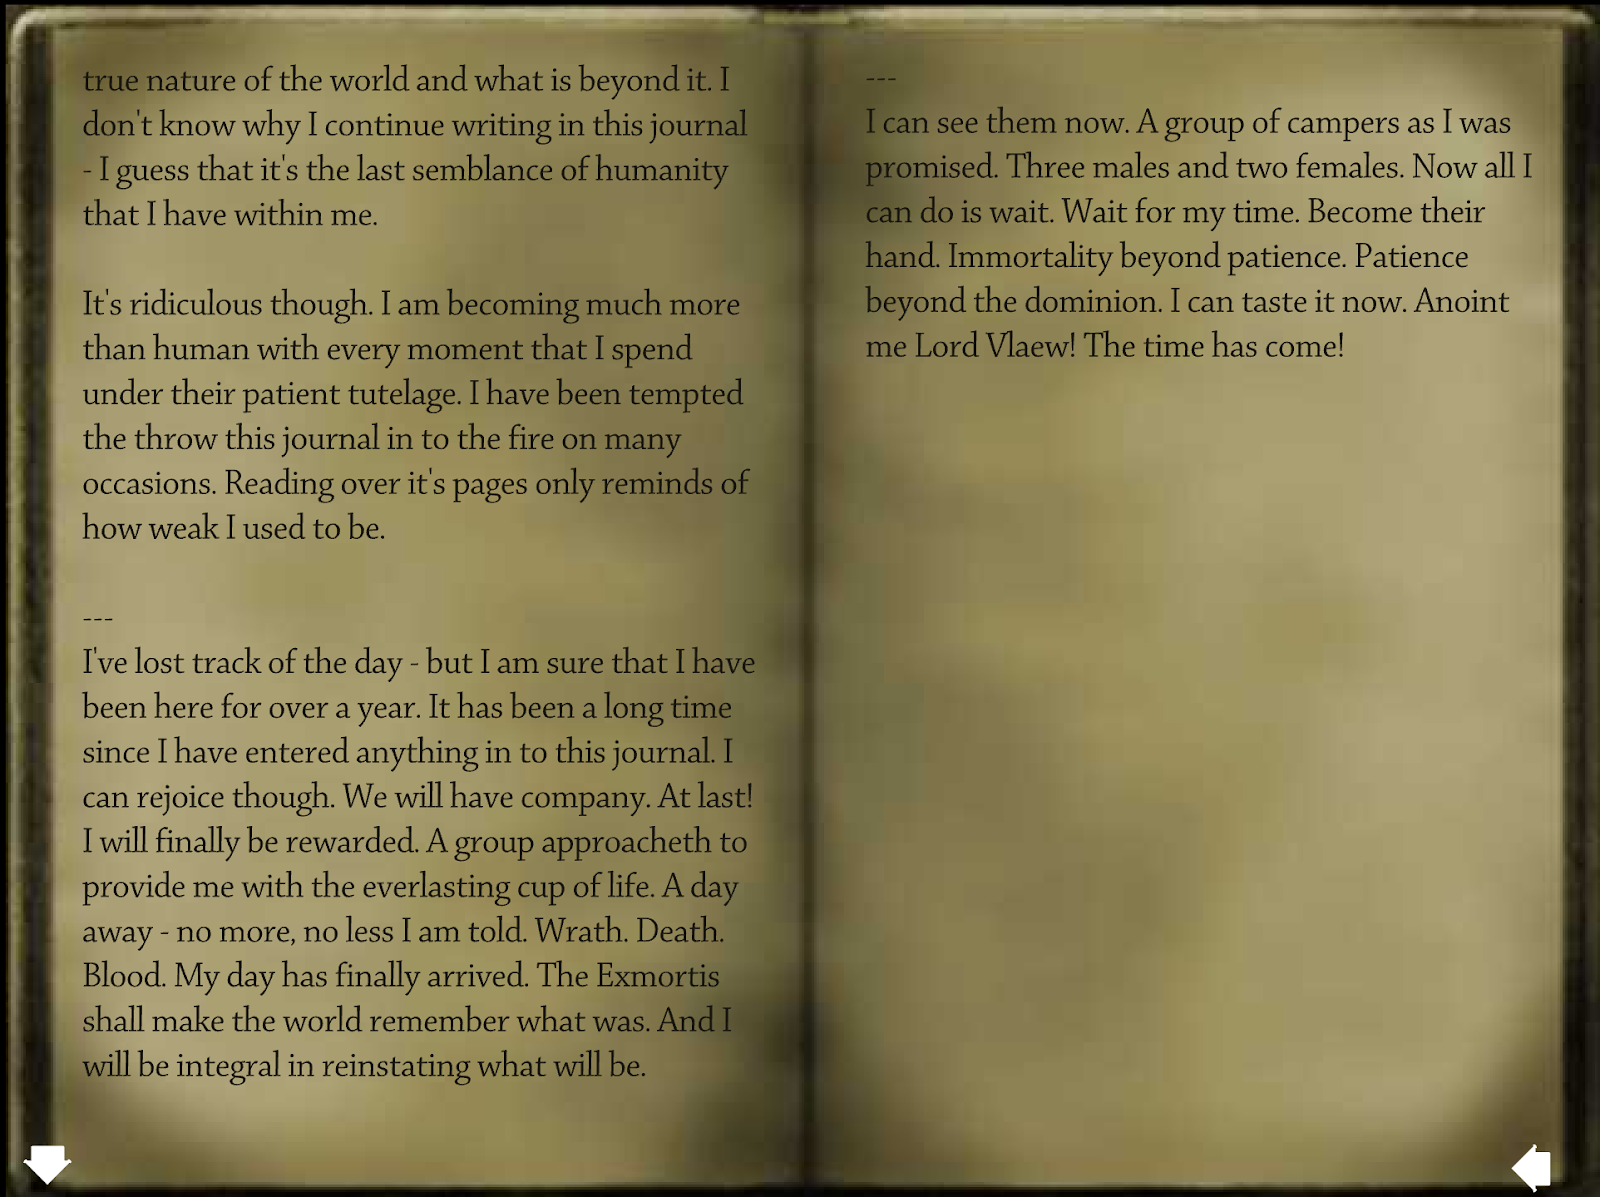 true nature of the world and what is beyond it. I
don't know why I continue writing in this journal
- I guess that it's the last semblance of humanity
that I have within me.
It's ridiculous though. I am becoming much more
than human with every moment that I spend
under their patient tutelage. I have been tempted
the throw this journal in to the fire on many
occasions. Reading over it's pages only reminds of
how weak I used to be.
---
I've lost track of the day - but I am sure that I have
been here for over a year. It has been a long time
since I have entered anything in to this journal. I
can rejoice though. We will have company. At last!
I will finally be rewarded. A group approacheth to
provide me with the everlasting cup of life. A day
away - no more, no less I am told. Wrath. Death.
Blood. My day has finally arrived. The Exmortis
shall make the world remember what was. And I
will be integral in reinstating what will be.
---
I can see them now. A group of campers as I was
promised. Three males and two females. Now all I
can do is wait. Wait for my time. Become their
hand. Immortality beyond patience. Patience
beyond the dominion. I can taste it now. Anoint
me Lord Vlaew! The time has come!